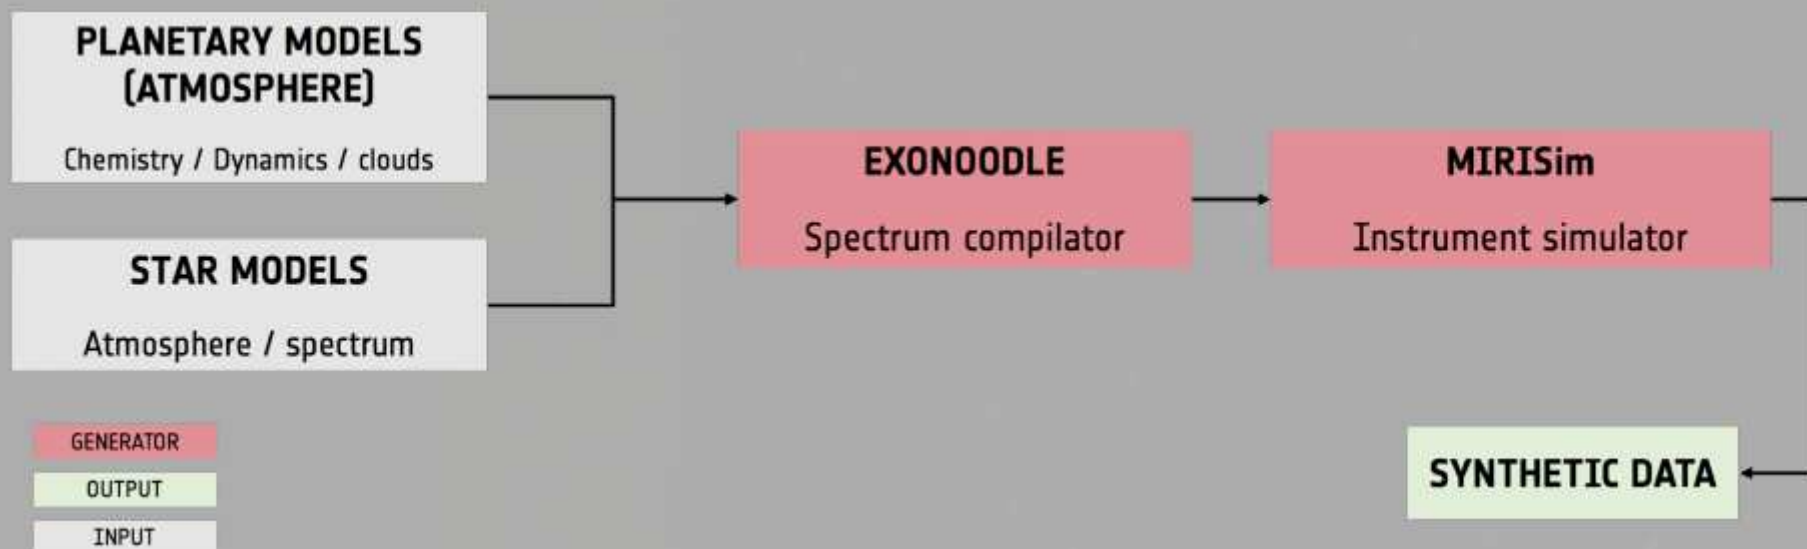 PLANETARY MODELS
(ATMOSPHERE)
Chemistry / Dynamics / clouds
STAR MODELS
Atmosphere / spectrum
EXONOODLE
Spectrum compilator
MIRISim
Instrument simulator
SYNTHETIC DATA
GENERATOR
OUTPUT
INPUT